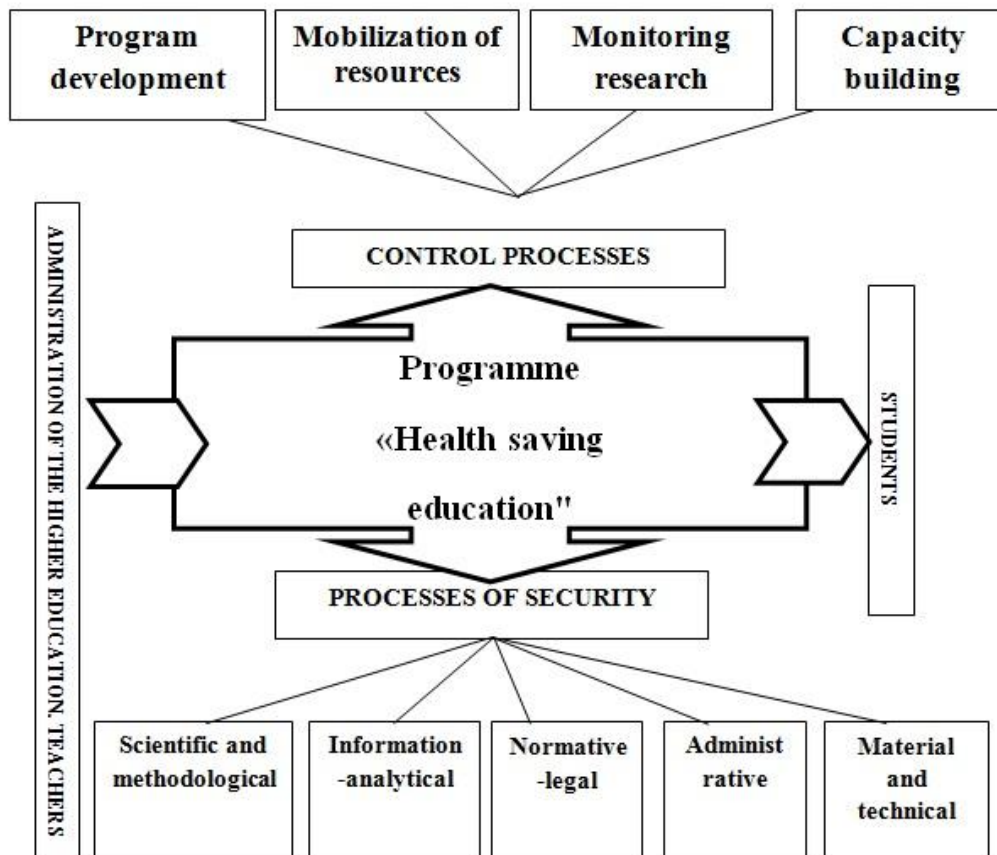 Program
development
Mobilization of
resources
Monitoring
research
Capacity
building
ADMINISTRATION OF THE HIGHER EDUCATION. TEACHERS
CONTROL PROCESSES
Programme
«Health saving
education"
STUDENTS
PROCESSES OF SECURITY
Scientific and
methodological
Information
-analytical
Normative
-legal
Administ
rative
Material
and
technical